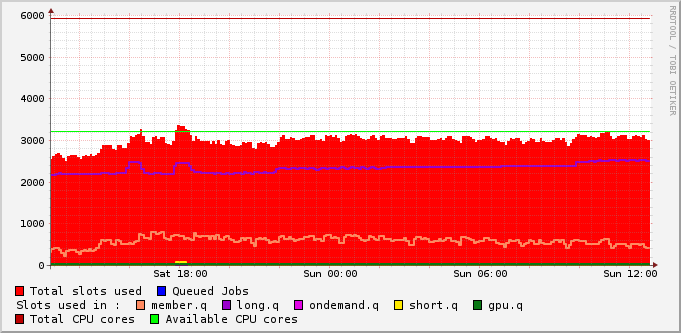 6000
5000
4000
3000
2000
1000
0
Sat 18:00 Sun 00:00 Sun 06:00 Sun 12:00
RRDTOOL / TOBI OETIKER
Total slots used Queued Jobs
Slots used in : member.q long.q ondemand.q short.q gpu.q
Total CPU cores Available CPU cores